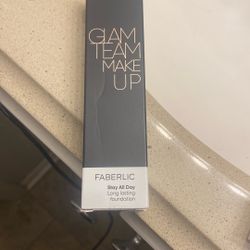 GLAM
TEAM
MAKE
UP
FABERLIC
Stay All Day
Long lasting
foundation